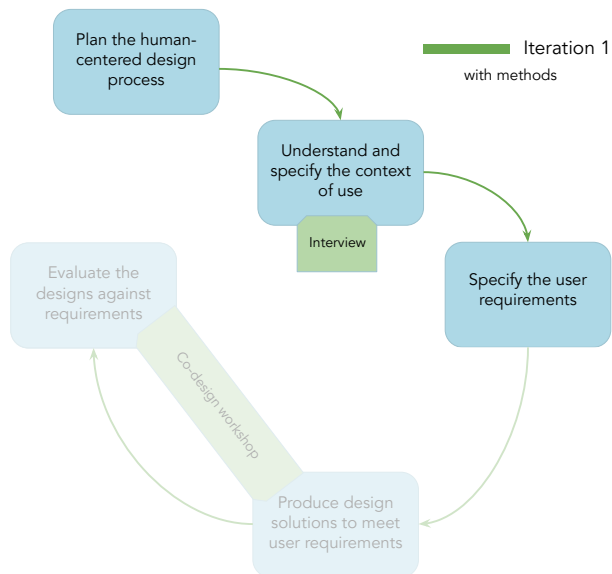 Plan the human-
centered design
process
Iteration 1
with methods
Understand and
specify the context
of use
Interview
Specify the user
requirements
Evaluate the
designs against
requirements
Co-design workshop
Produce design
solutions to meet
user requirements